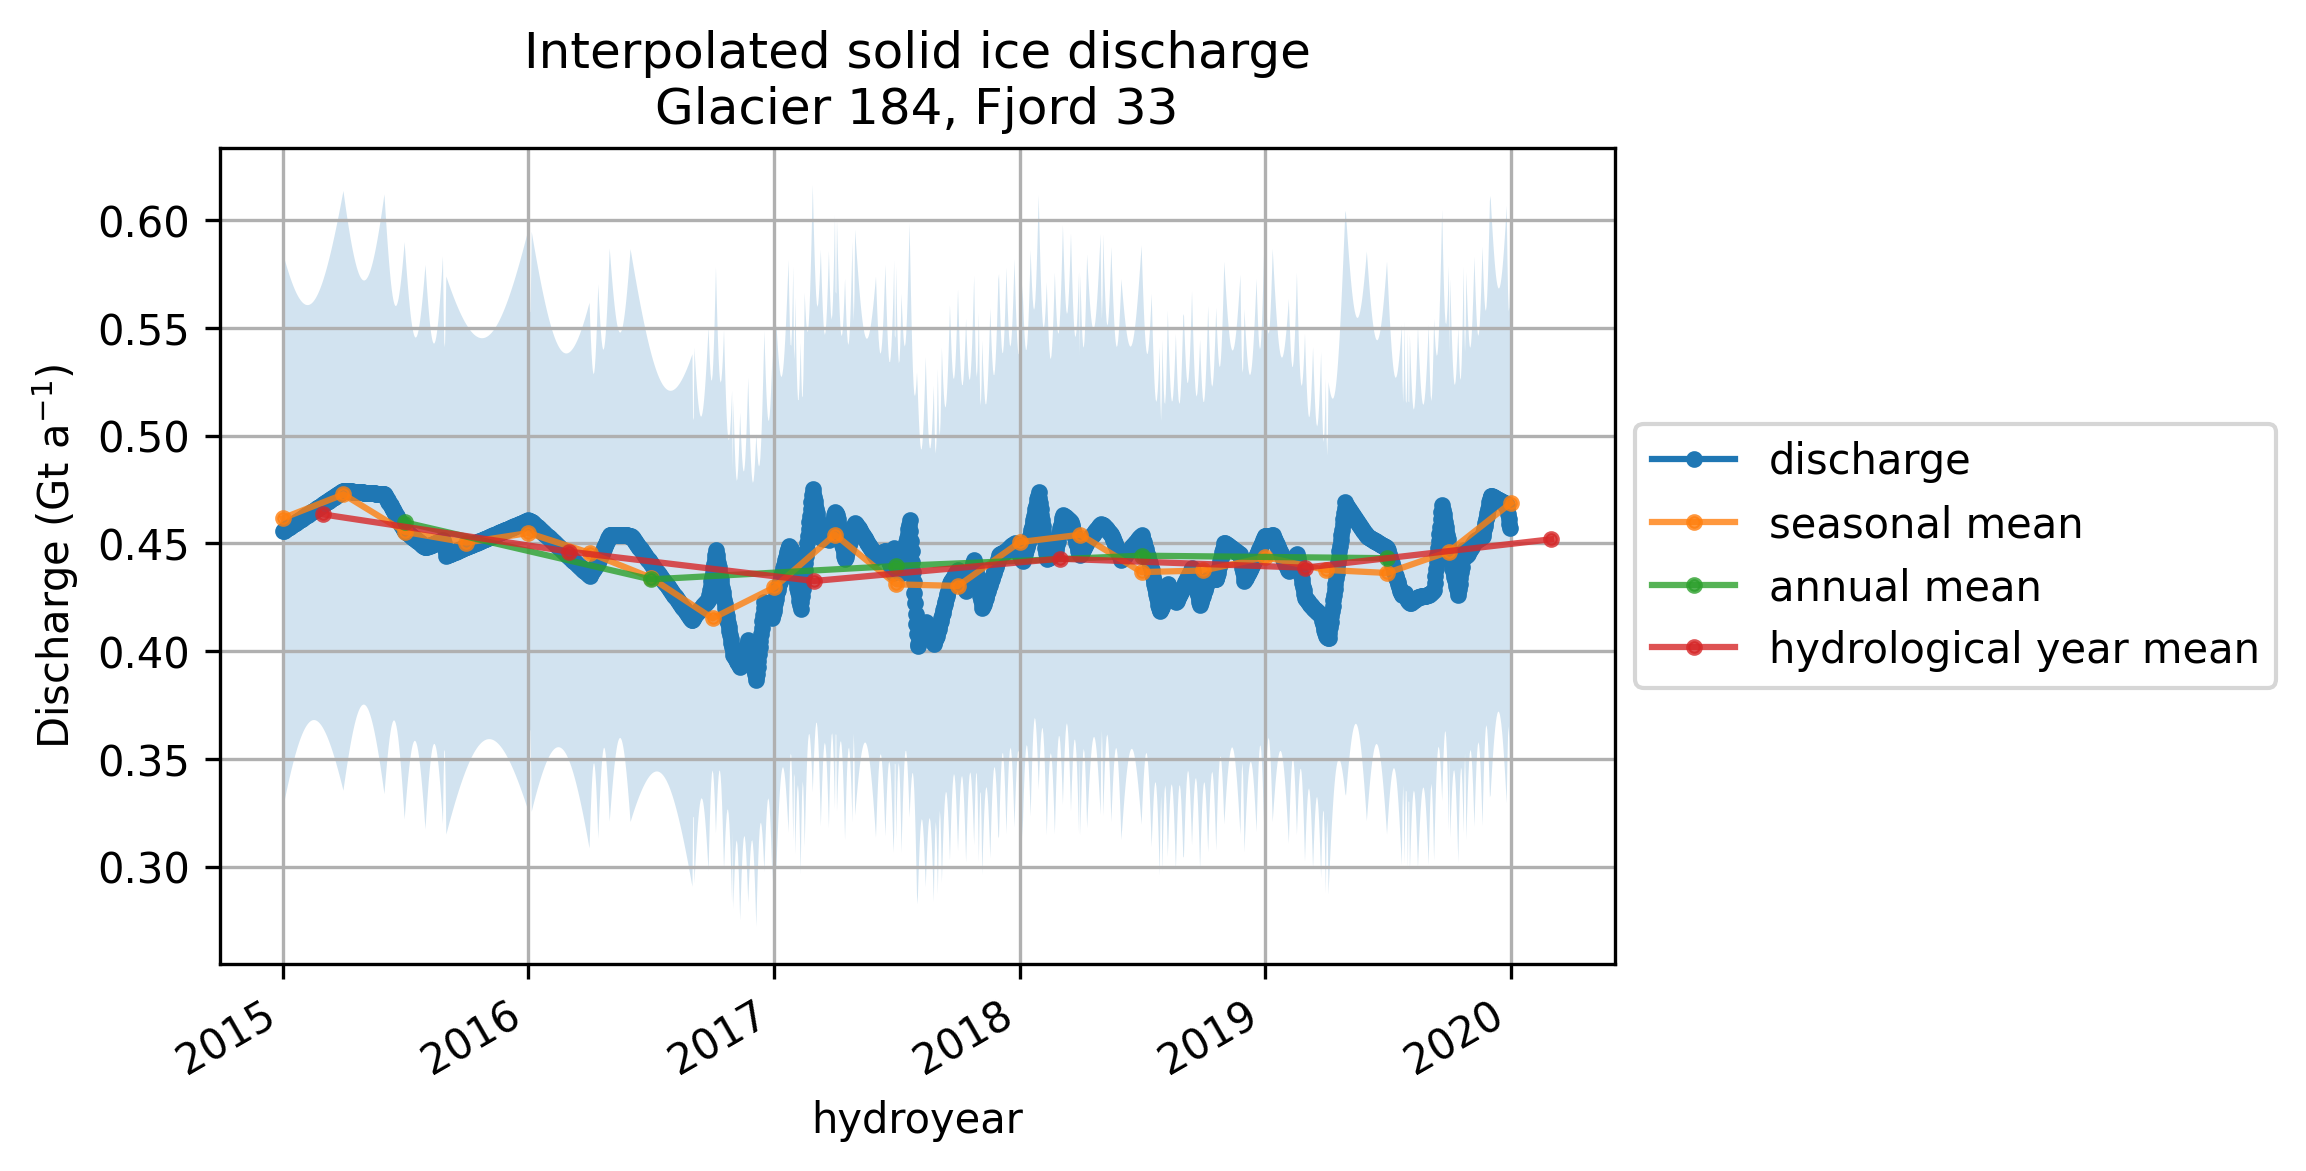 Interpolated solid ice discharge
Glacier 184, Fjord 33
Discharge (Gt a⁻¹)
0.60
0.55
0.50
0.45
0.40
0.35
0.30
2015
2016
2017
2018
2019
2020
hydroyear
discharge
seasonal mean
annual mean
hydrological year mean